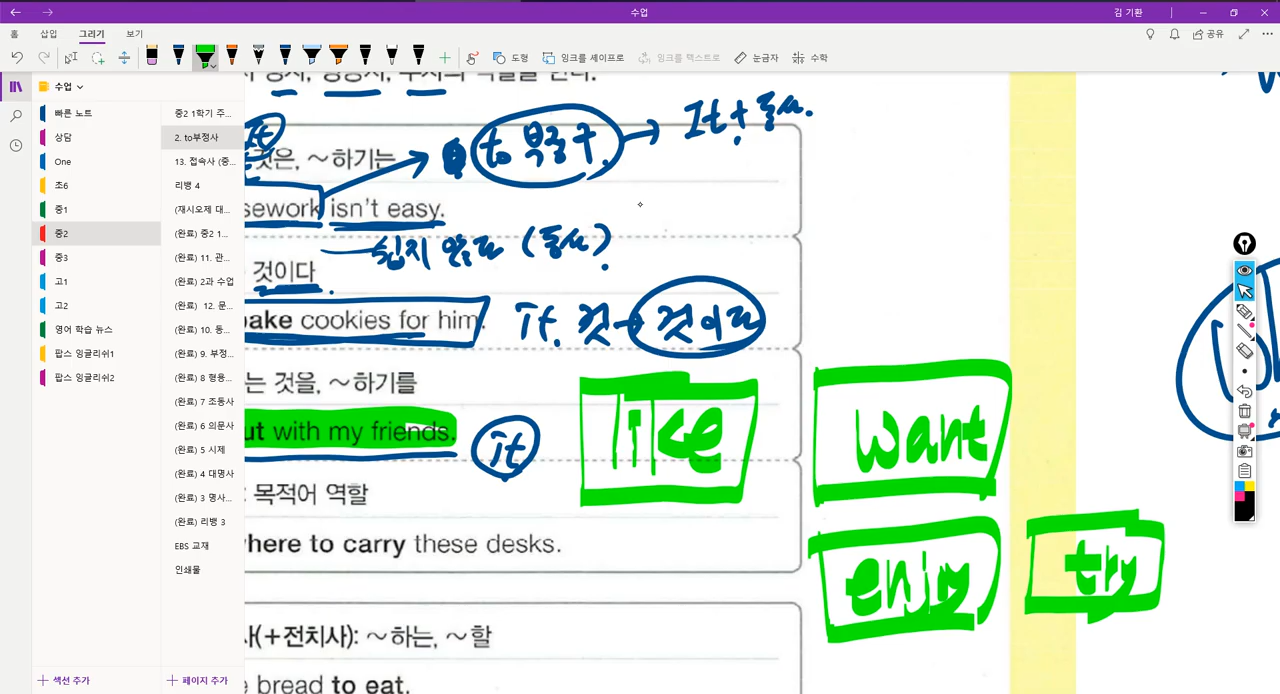 수업
김 기환
홈 삽입 그리기 보기
공유
도형 잉크를 셰이프로 잉크를 텍스트로 눈금자 수학
수업
빠른 노트
상담
One
초6
중1
중2
중3
고1
고2
영어 학습 뉴스
팝스 잉글리쉬1
팝스 잉글리쉬2
섹션 추가
중2 1학기 주...
2. to부정사
13. 접속사 (중...
리뱅 4
(재시오제 대...
(완료) 중2 1...
(완료) 11. 관...
(완료) 2과 수업
(완료) 12. 문...
(완료) 10. 동...
(완료) 9. 부정...
(완료) 8 형용...
(완료) 7 조동사
(완료) 6 의문사
(완료) 5 시제
(완료) 4 대명사
(완료) 3 명사...
(완료) 리뱅 3
EBS 교재
인쇄물
페이지 추가
It
것은, ~하기는
to
It +
sework isn't easy.
쉽지 않다 (동사)
것이다
ake cookies for him.
It. 것→것이다
는 것을, ~하기를
ut with my friends.
It
like
want
목적어 역할
here to carry these desks.
enjoy
try
사(+전치사): ~하는, ~할
bread to eat.